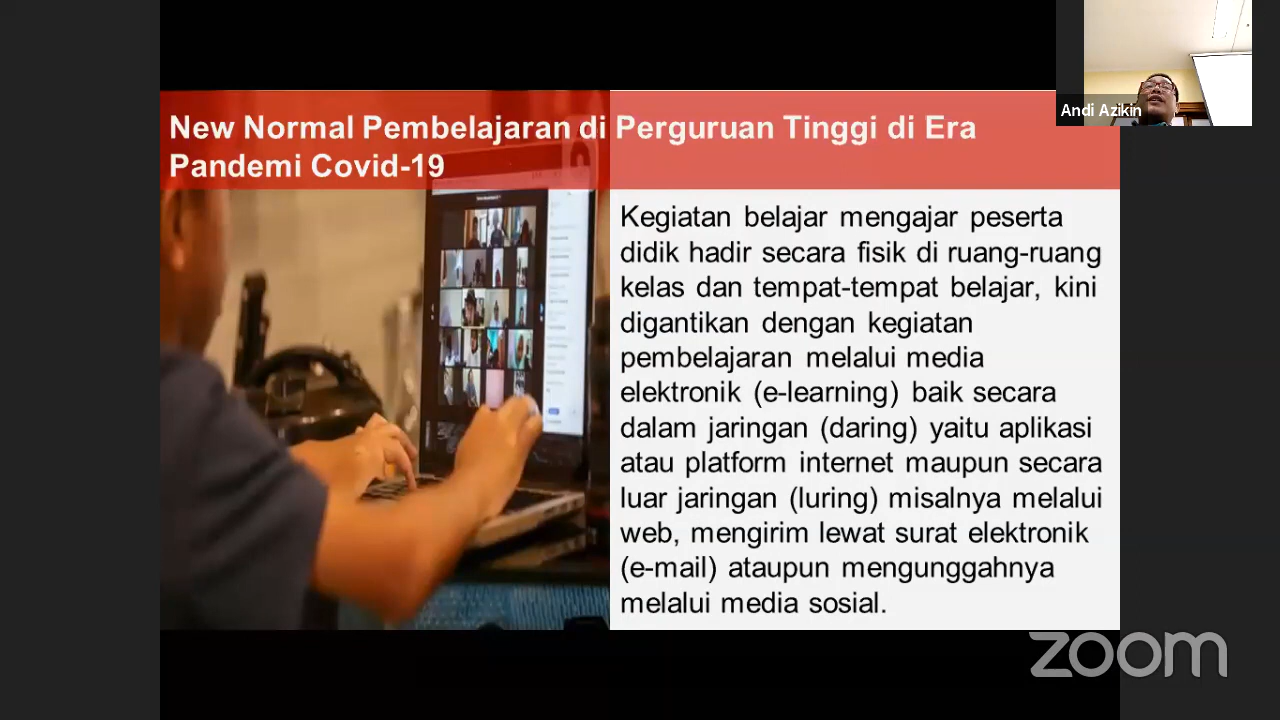 Andi Azikin
New Normal Pembelajaran di Perguruan Tinggi di Era
Pandemi Covid-19
Kegiatan belajar mengajar peserta
didik hadir secara fisik di ruang-ruang
kelas dan tempat-tempat belajar, kini
digantikan dengan kegiatan
pembelajaran melalui media
elektronik (e-learning) baik secara
dalam jaringan (daring) yaitu aplikasi
atau platform internet maupun secara
luar jaringan (luring) misalnya melalui
web, mengirim lewat surat elektronik
(e-mail) ataupun mengunggahnya
melalui media sosial.
zoom